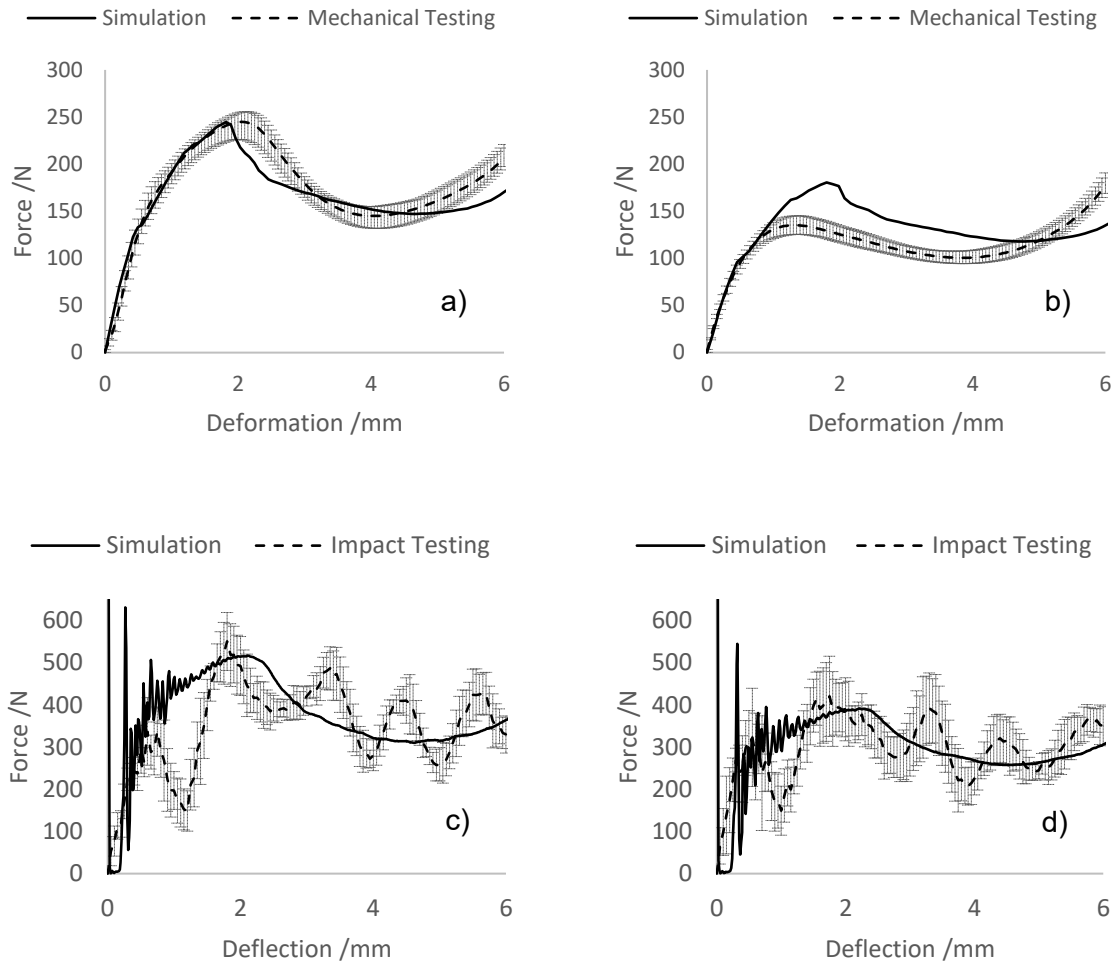 Simulation Mechanical Testing
300
250
200
150
100
50
0
Force /N
0 2 4 6
Deformation /mm
a)
Simulation Mechanical Testing
300
250
200
150
100
50
0
Force /N
0 2 4 6
Deformation /mm
b)
Simulation Impact Testing
600
500
400
300
200
100
0
Force /N
0 2 4 6
Deflection /mm
c)
Simulation Impact Testing
600
500
400
300
200
100
0
Force /N
0 2 4 6
Deflection /mm
d)